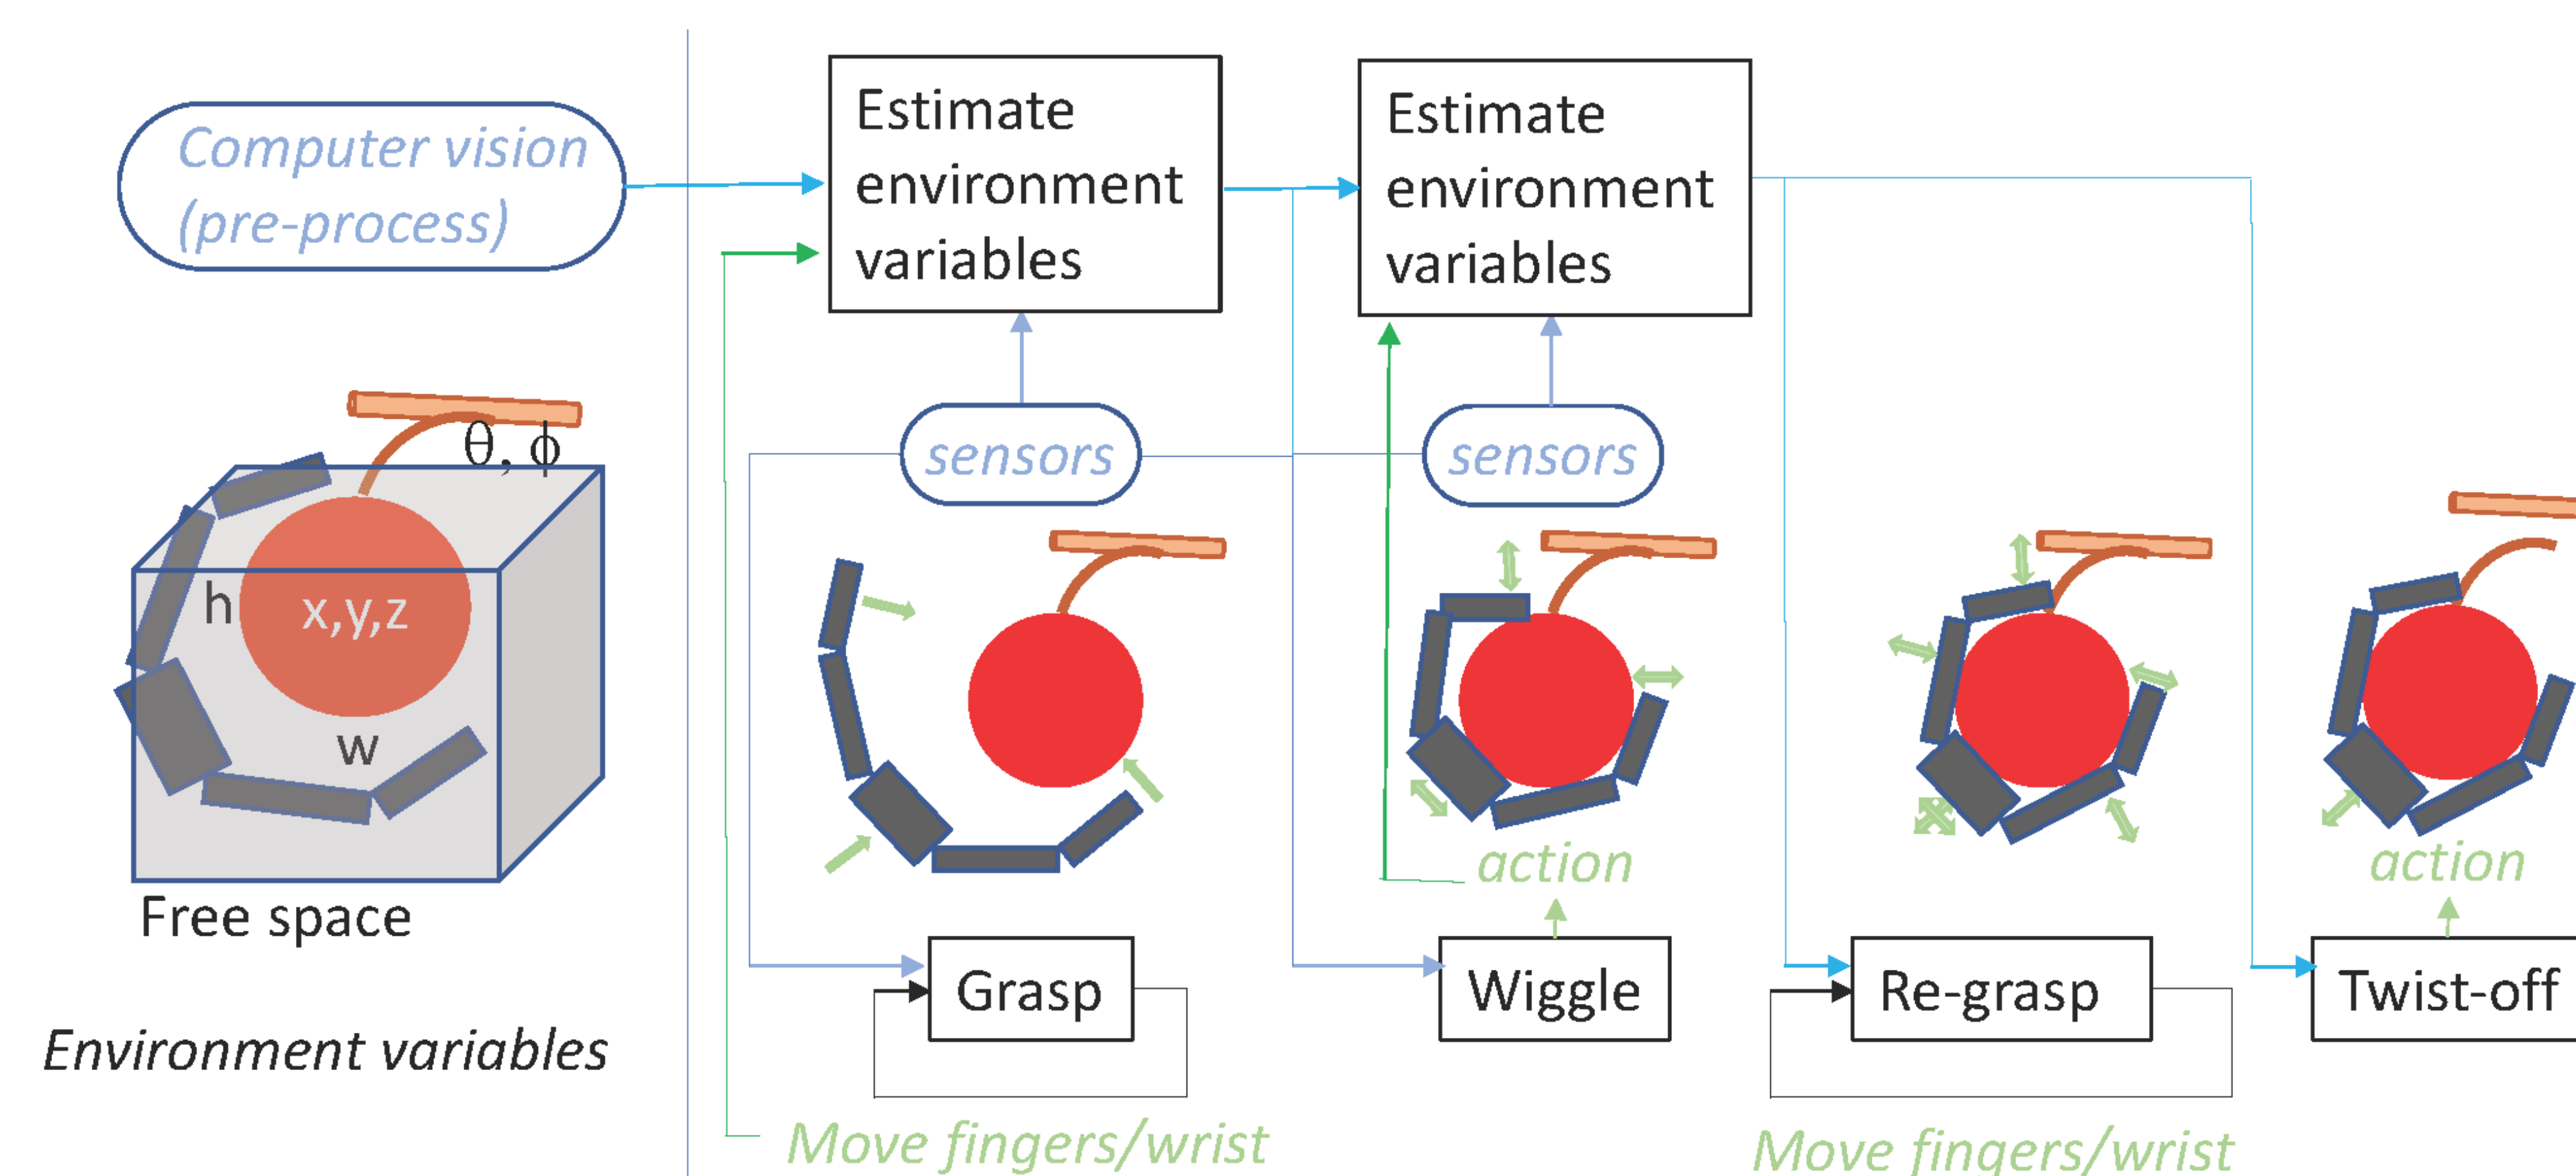 Computer vision
(pre-process)
θ, ϕ
h
x,y,z
w
Free space
Environment variables
Estimate
environment
variables
Estimate
environment
variables
sensors
sensors
action
action
Grasp
Wiggle
Re-grasp
Twist-off
Move fingers/wrist
Move fingers/wrist